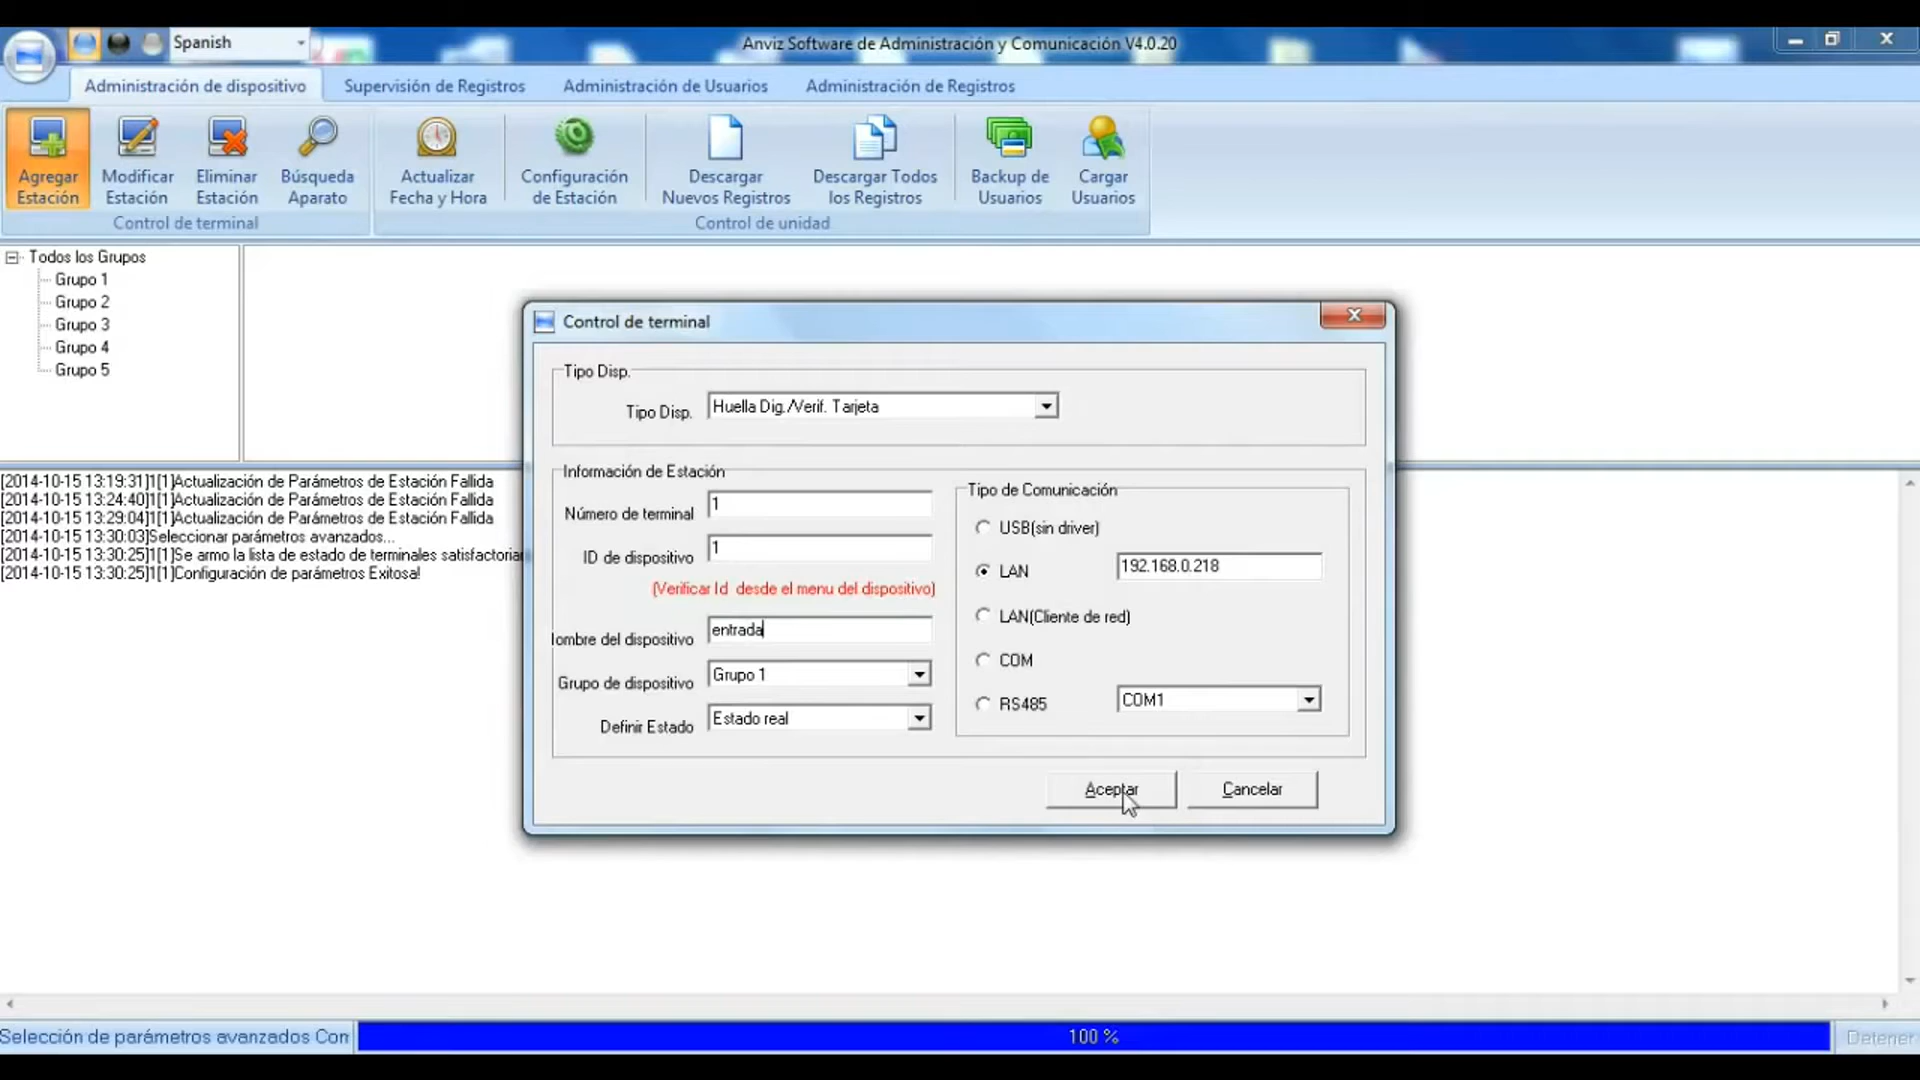 Spanish
Anviz Software de Administración y Comunicación V4.0.20
Administración de dispositivo
Supervisión de Registros
Administración de Usuarios
Administración de Registros
Agregar
Estación
Modificar
Estación
Eliminar
Estación
Búsqueda
Aparato
Actualizar
Fecha y Hora
Configuración
de Estación
Descargar
Nuevos Registros
Descargar Todos
los Registros
Backup de
Usuarios
Cargar
Usuarios
Control de terminal
Control de unidad
Todos los Grupos
Grupo 1
Grupo 2
Grupo 3
Grupo 4
Grupo 5
[2014-10-15 13:19:31]1[1]Actualización de Parámetros de Estación Fallida
[2014-10-15 13:24:40]1[1]Actualización de Parámetros de Estación Fallida
[2014-10-15 13:29:04]1[1]Actualización de Parámetros de Estación Fallida
[2014-10-15 13:30:03]Seleccionar parámetros avanzados...
[2014-10-15 13:30:25]1[1]Se armo la lista de estado de terminales satisfactoriar
[2014-10-15 13:30:25]1[1]Configuración de parámetros Exitosa!
Control de terminal
Tipo Disp.
Tipo Disp. Huella Dig./Verif. Tarjeta
Información de Estación
Número de terminal 1
ID de dispositivo 1
(Verificar Id desde el menu del dispositivo)
ombre del dispositivo entrada
Grupo de dispositivo Grupo 1
Definir Estado Estado real
Tipo de Comunicación
USB(sin driver)
LAN 192.168.0.218
LAN(Cliente de red)
COM
RS485 COM1
Aceptar
Cancelar
Selección de parámetros avanzados Con
100 %
Detener